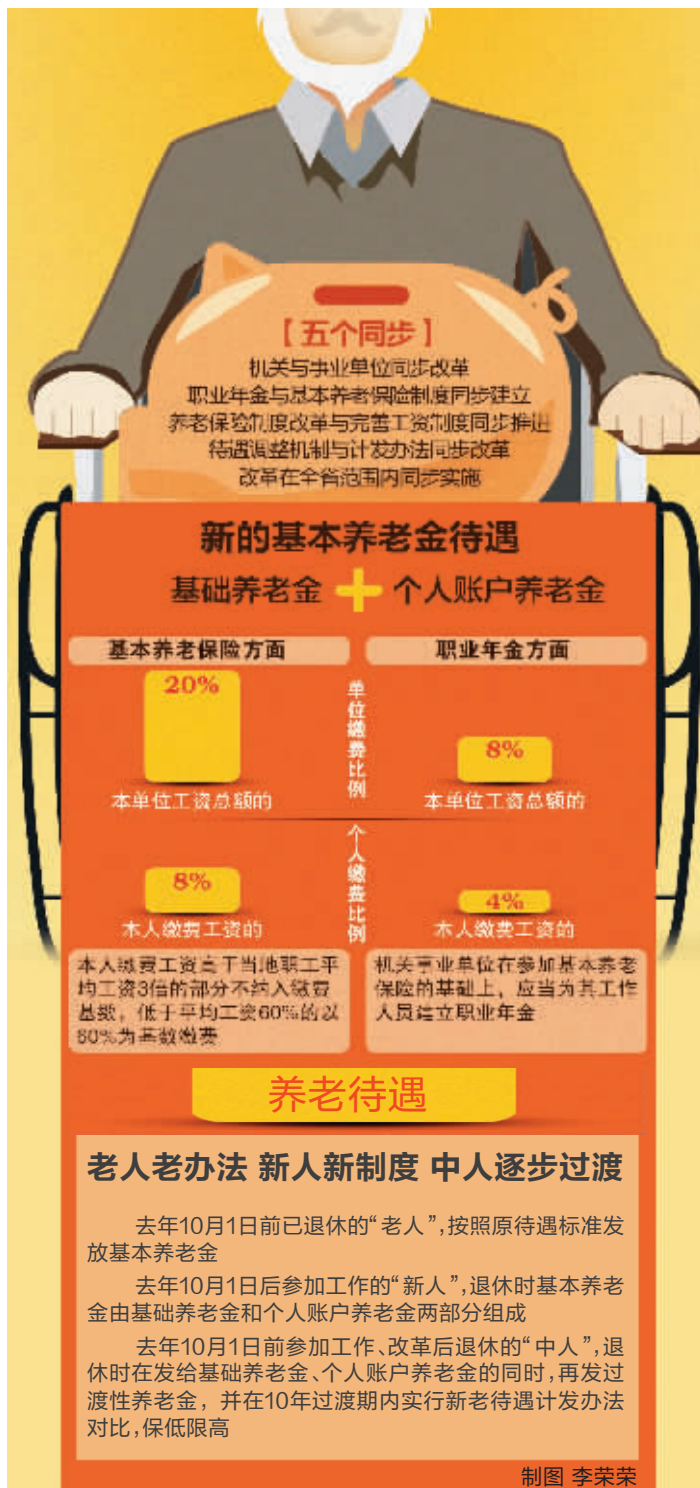 【五个同步】
机关与事业单位同步改革
职业年金与基本养老保险制度同步建立
养老保险制度改革与完善工资制度同步推进
待遇调整机制与计发办法同步改革
改革在全省范围内同步实施
新的基本养老金待遇
基础养老金 + 个人账户养老金
基本养老保险方面
职业年金方面
单位缴费比例
20%
本单位工资总额的
8%
本单位工资总额的
个人缴费比例
8%
本人缴费工资的
4%
本人缴费工资的
本人缴费工资高于当地职工平
均工资3倍的部分不纳入缴费
基数，低于平均工资60%的以
60%为基数缴费
机关事业单位在参加基本养老
保险的基础上，应当为其工作
人员建立职业年金
养老待遇
老人老办法 新人新制度 中人逐步过渡
去年10月1日前已退休的“老人”，按照原待遇标准发
放基本养老金
去年10月1日后参加工作的“新人”，退休时基本养老
金由基础养老金和个人账户养老金两部分组成
去年10月1日前参加工作、改革后退休的“中人”，退
休时在发给基础养老金、个人账户养老金的同时，再发过
渡性养老金，并在10年过渡期内实行新老待遇计发办法
对比，保低限高
制图 李荣荣